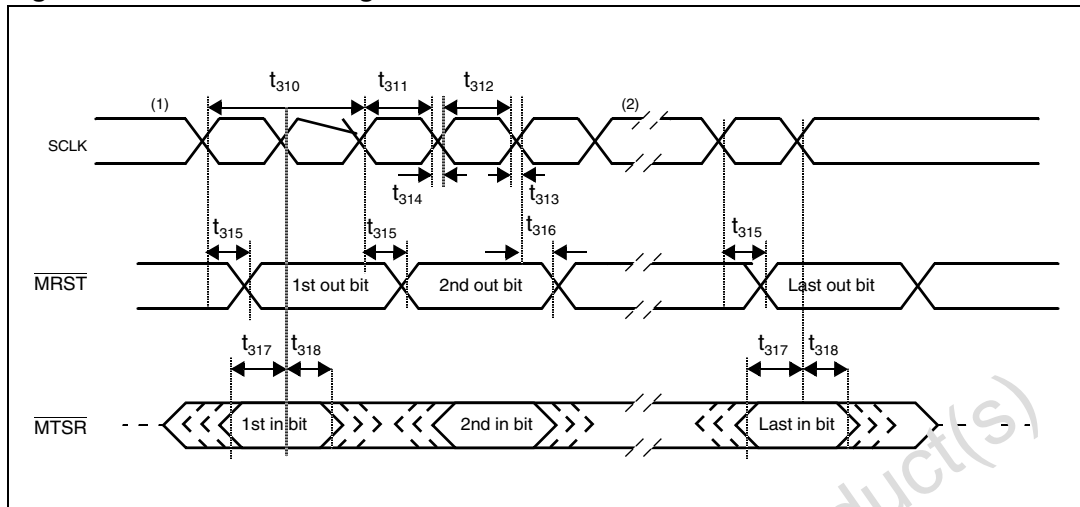 t310 t311 t312
(1) (2)
SCLK
t314 t313
t315 t315 t316 t315
MRST 1st out bit 2nd out bit Last out bit
t317 t318 t317 t318
MTSR 1st in bit 2nd in bit Last in bit
duct(s)